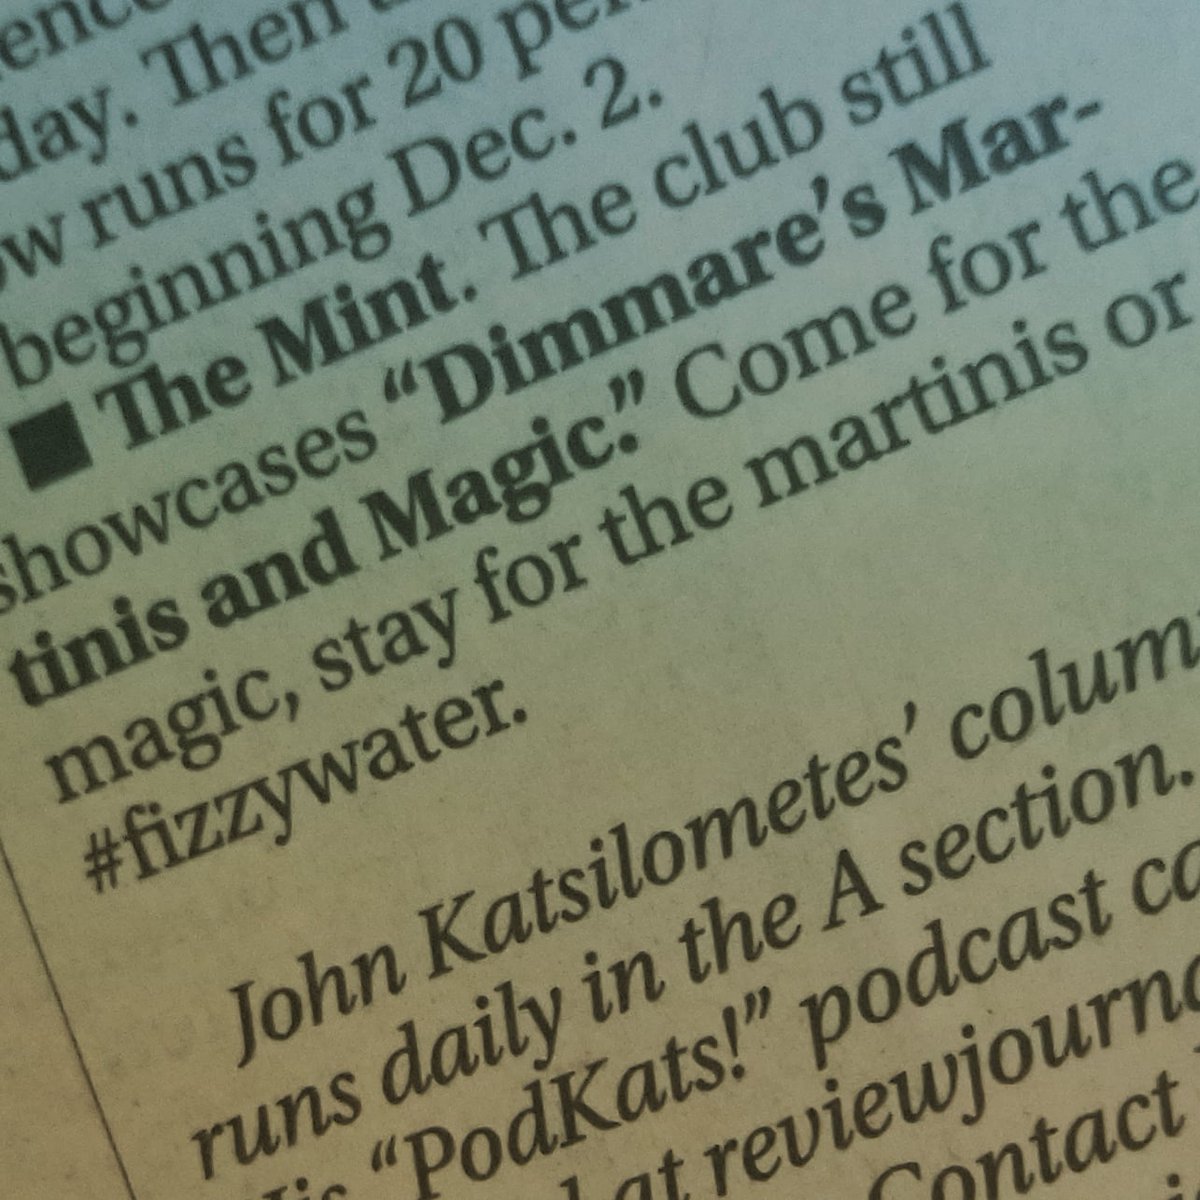 day. Then
runs for 20
beginning Dec. 2.
■ The Mint. The club still
showcases “Dimmare’s Mar-
tinis and Magic.” Come for the
magic, stay for the martinis or
#fizzywater.
John Katsilometes’
runs daily in the A section.
“PodKats!” podcast
at
Contact